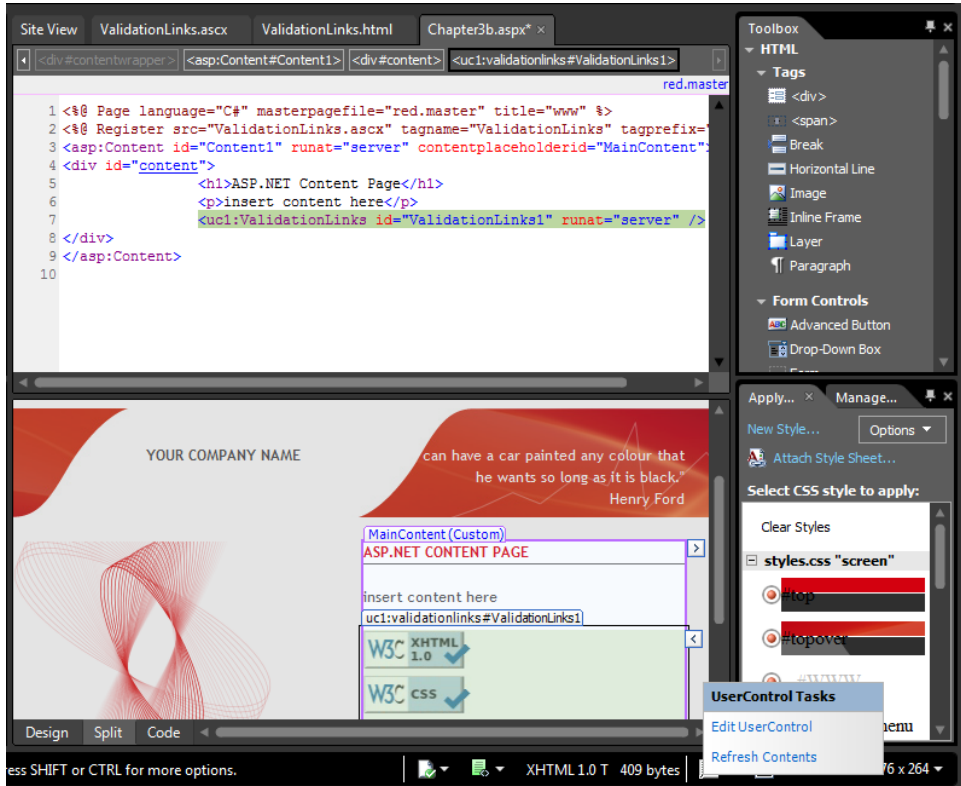 Site View ValidationLinks.ascx ValidationLinks.html Chapter3b.aspx* ×
<div#contentwrapper> <asp:Content#Content1> <div#content> <uc1:validationlinks#ValidationLinks1>
red.master
1 <%@ Page language="C#" masterpagefile="red.master" title="www" %>
2 <%@ Register src="ValidationLinks.ascx" tagname="ValidationLinks" tagprefix="
3 <asp:Content id="Content1" runat="server" contentplaceholderid="MainContent">
4 <div id="content">
5 <h1>ASP.NET Content Page</h1>
6 <p>insert content here</p>
7 <uc1:ValidationLinks id="ValidationLinks1" runat="server" />
8 </div>
9 </asp:Content>
10
YOUR COMPANY NAME
can have a car painted any colour that
he wants so long as it is black."
Henry Ford
MainContent (Custom)
ASP.NET CONTENT PAGE
insert content here
uc1:validationlinks#ValidationLinks1
W3C XHTML 1.0
W3C css
Design Split Code
ress SHIFT or CTRL for more options.
XHTML 1.0 T 409 bytes
76 x 264
Toolbox
HTML
Tags
<div>
<span>
Break
Horizontal Line
Image
Inline Frame
Layer
Paragraph
Form Controls
ABC Advanced Button
Drop-Down Box
Apply... × Manage...
New Style... Options
Attach Style Sheet...
Select CSS style to apply:
Clear Styles
styles.css "screen"
#top
#topover
#WWW
UserControl Tasks
Edit UserControl
Refresh Contents